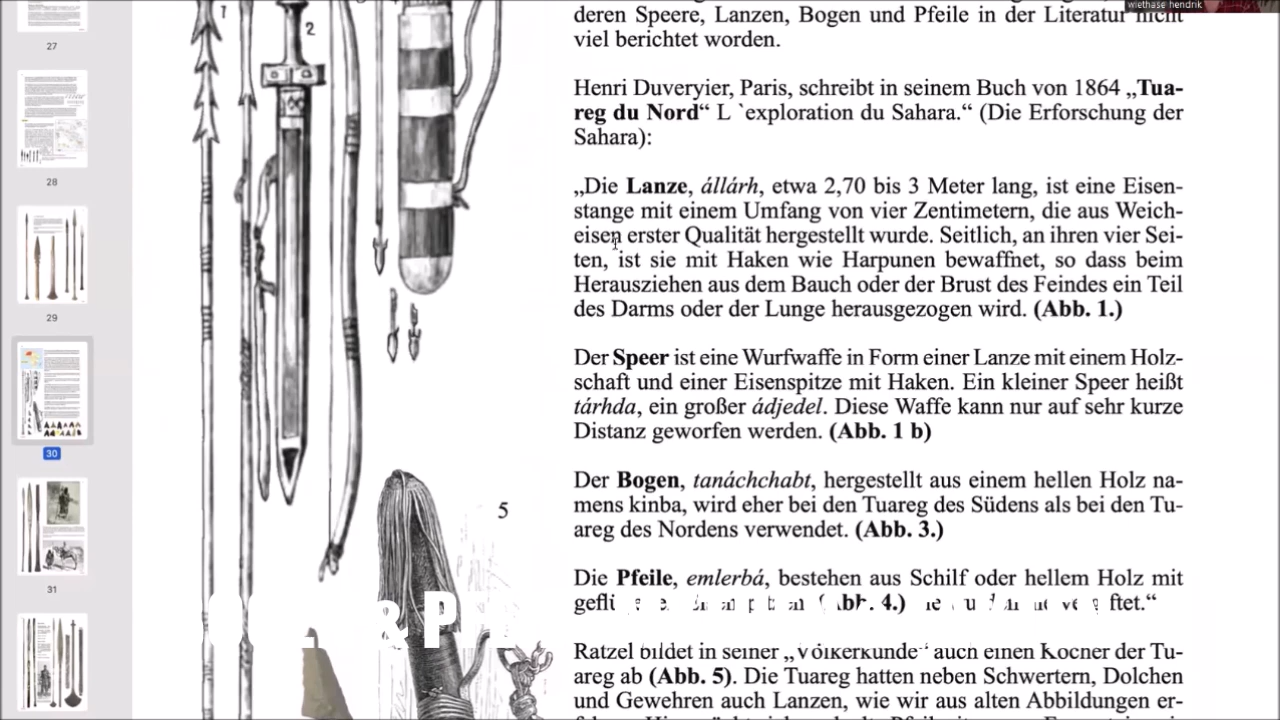 wiethase hendrik
deren Speere, Lanzen, Bogen und Pfeile in der Literatur nicht
viel berichtet worden.
Henri Duveryier, Paris, schreibt in seinem Buch von 1864 „Tua-
reg du Nord“ L `exploration du Sahara.“ (Die Erforschung der
Sahara):
„Die Lanze, állárh, etwa 2,70 bis 3 Meter lang, ist eine Eisen-
stange mit einem Umfang von vier Zentimetern, die aus Weich-
eisen erster Qualität hergestellt wurde. Seitlich, an ihren vier Sei-
ten, ist sie mit Haken wie Harpunen bewaffnet, so dass beim
Herausziehen aus dem Bauch oder der Brust des Feindes ein Teil
des Darms oder der Lunge herausgezogen wird. (Abb. 1.)
Der Speer ist eine Wurfwaffe in Form einer Lanze mit einem Holz-
schaft und einer Eisenspitze mit Haken. Ein kleiner Speer heißt
tárhda, ein großer ádjedel. Diese Waffe kann nur auf sehr kurze
Distanz geworfen werden. (Abb. 1 b)
Der Bogen, tanáchchabt, hergestellt aus einem hellen Holz na-
mens kinba, wird eher bei den Tuareg des Südens als bei den Tu-
areg des Nordens verwendet. (Abb. 3.)
Die Pfeile, emlerbá, bestehen aus Schilf oder hellem Holz mit
(Abb. 4.)
Ratzel bildet in seiner „Völkerkunde“ auch einen Köcher der Tu-
areg ab (Abb. 5). Die Tuareg hatten neben Schwertern, Dolchen
und Gewehren auch Lanzen, wie wir aus alten Abbildungen er-
1
2
5
27
28
29
30
31